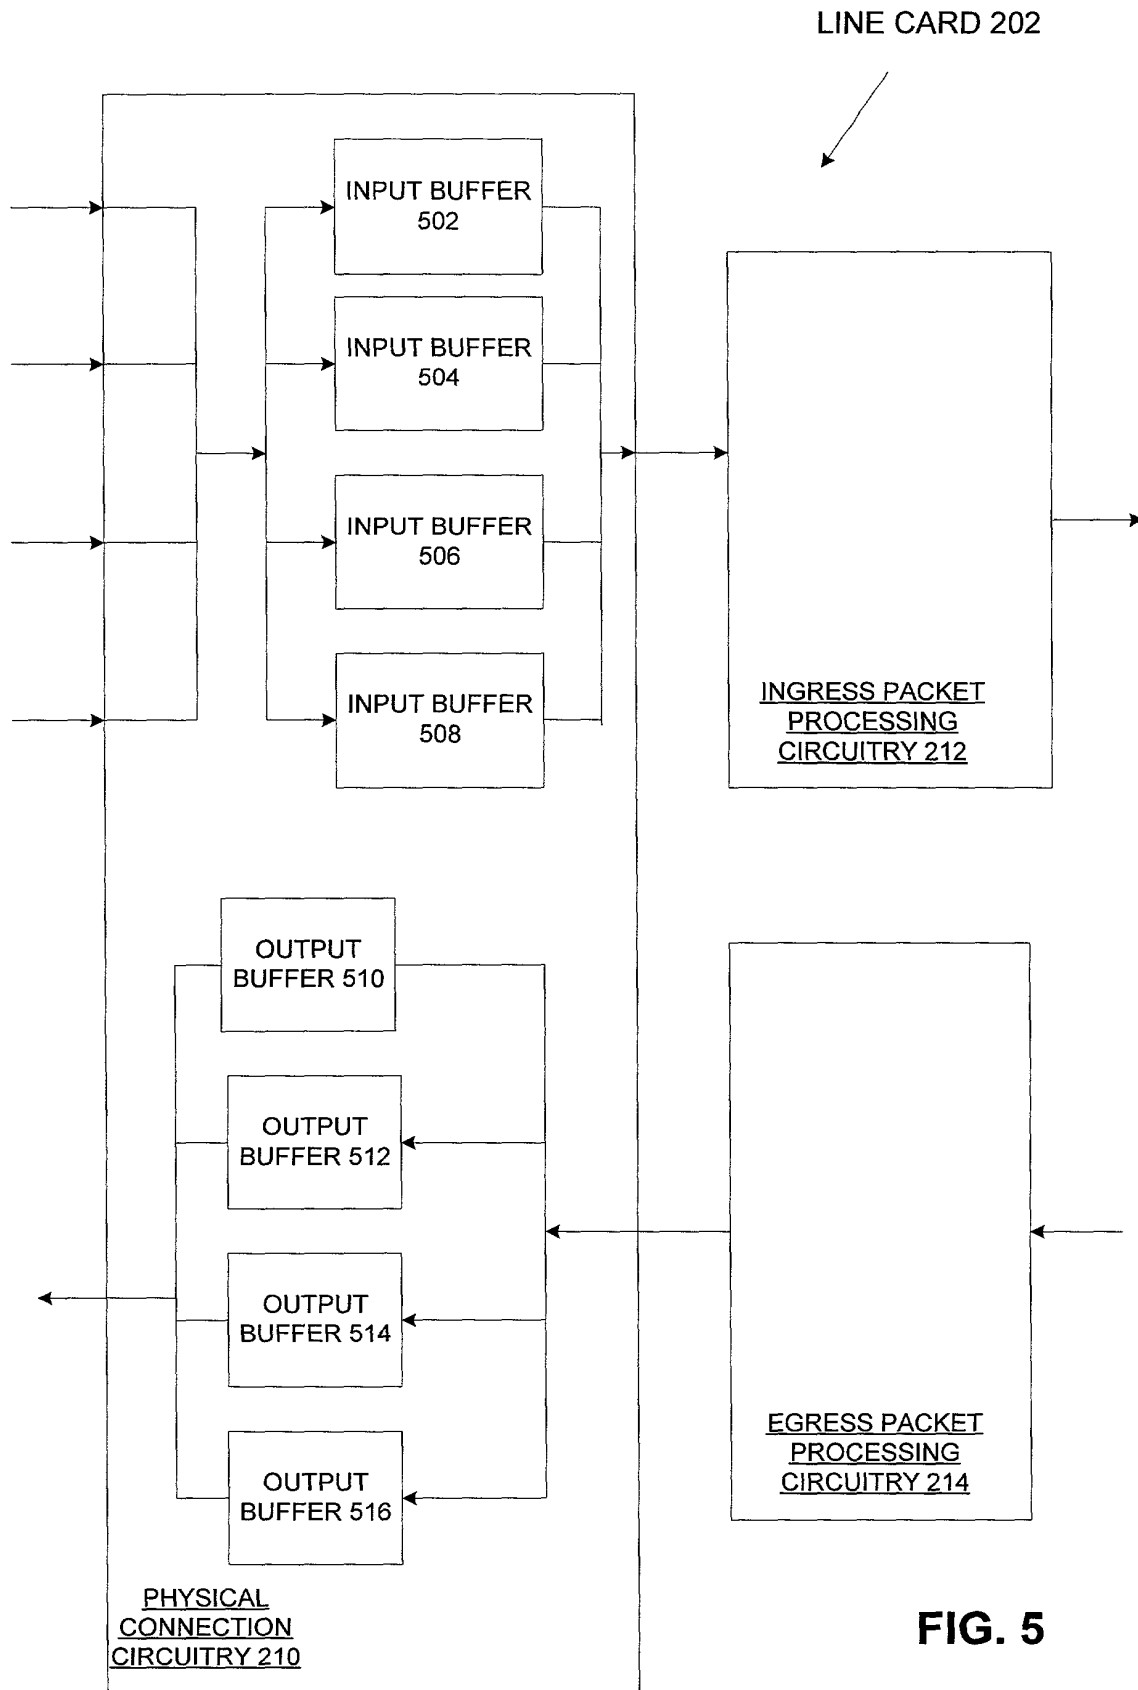 LINE CARD 202
INPUT BUFFER
502
INPUT BUFFER
504
INPUT BUFFER
506
INPUT BUFFER
508
INGRESS PACKET
PROCESSING
CIRCUITRY 212
OUTPUT
BUFFER 510
OUTPUT
BUFFER 512
OUTPUT
BUFFER 514
OUTPUT
BUFFER 516
EGRESS PACKET
PROCESSING
CIRCUITRY 214
PHYSICAL
CONNECTION
CIRCUITRY 210
FIG. 5